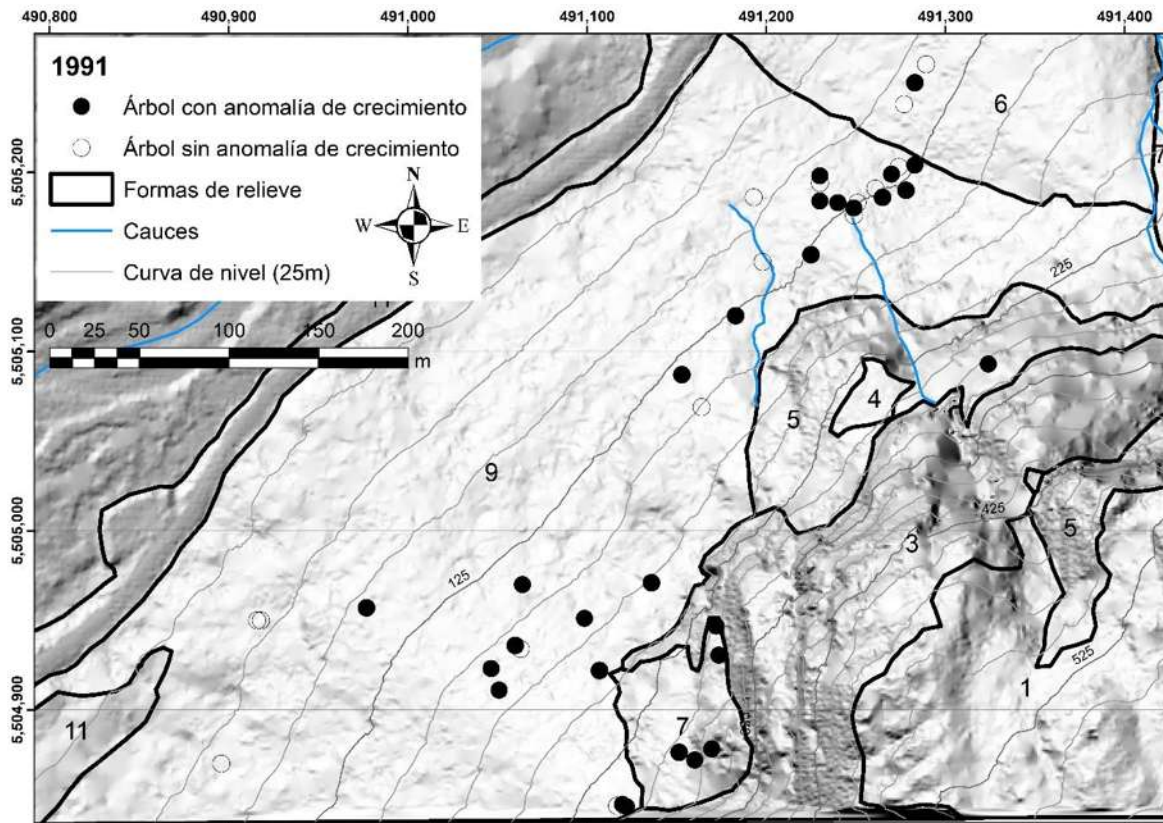 490,800 490,900 491,000 491,100 491,200 491,300 491,400
1991
Árbol con anomalía de crecimiento
Árbol sin anomalía de crecimiento
Formas de relieve
Cauces
Curva de nivel (25m)
N
W E
S
0 25 50 100 150 200
m
5,505,200
5,505,100
5,505,000
5,504,900
6
7
225
5
4
9
425
3
5
125
525
1
7
11